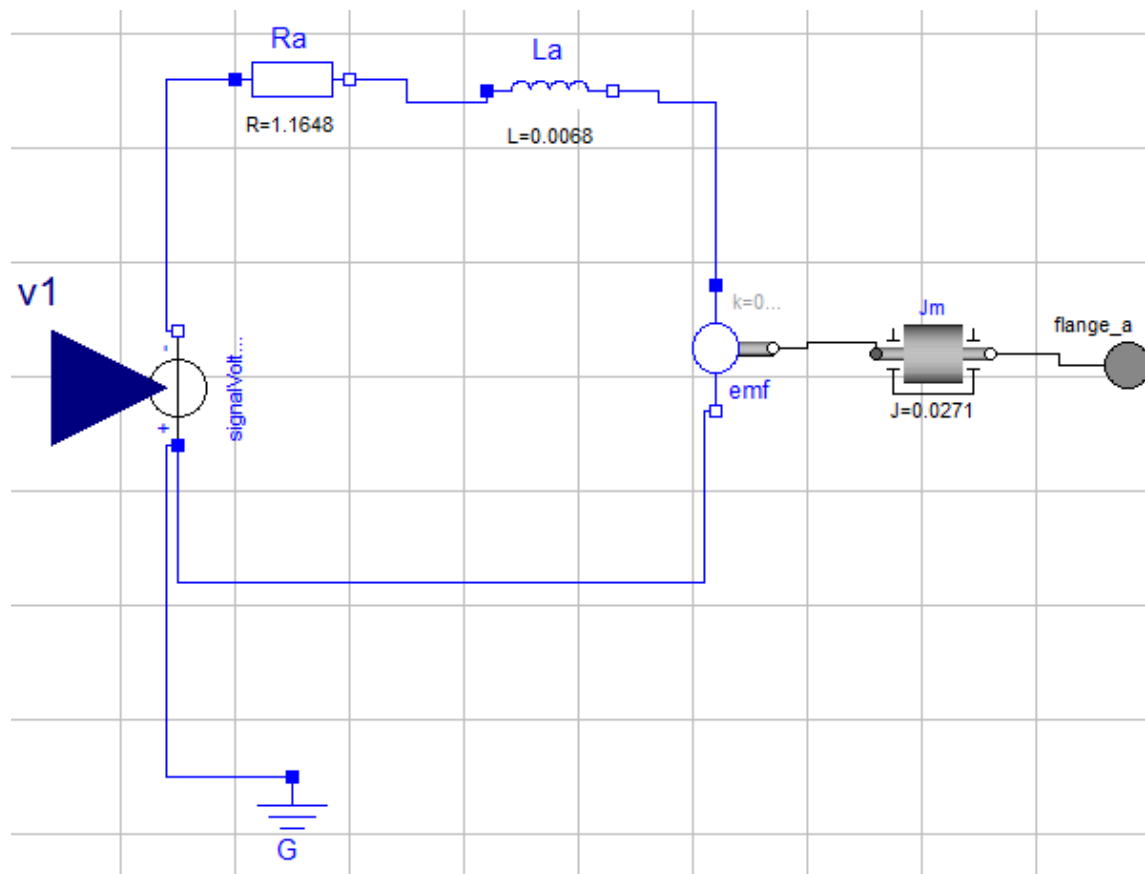 Ra
La
R=1.1648
L=0.0068
v1
k=0...
Jm
flange_a
-
signalVolt...
emf
J=0.0271
+
G